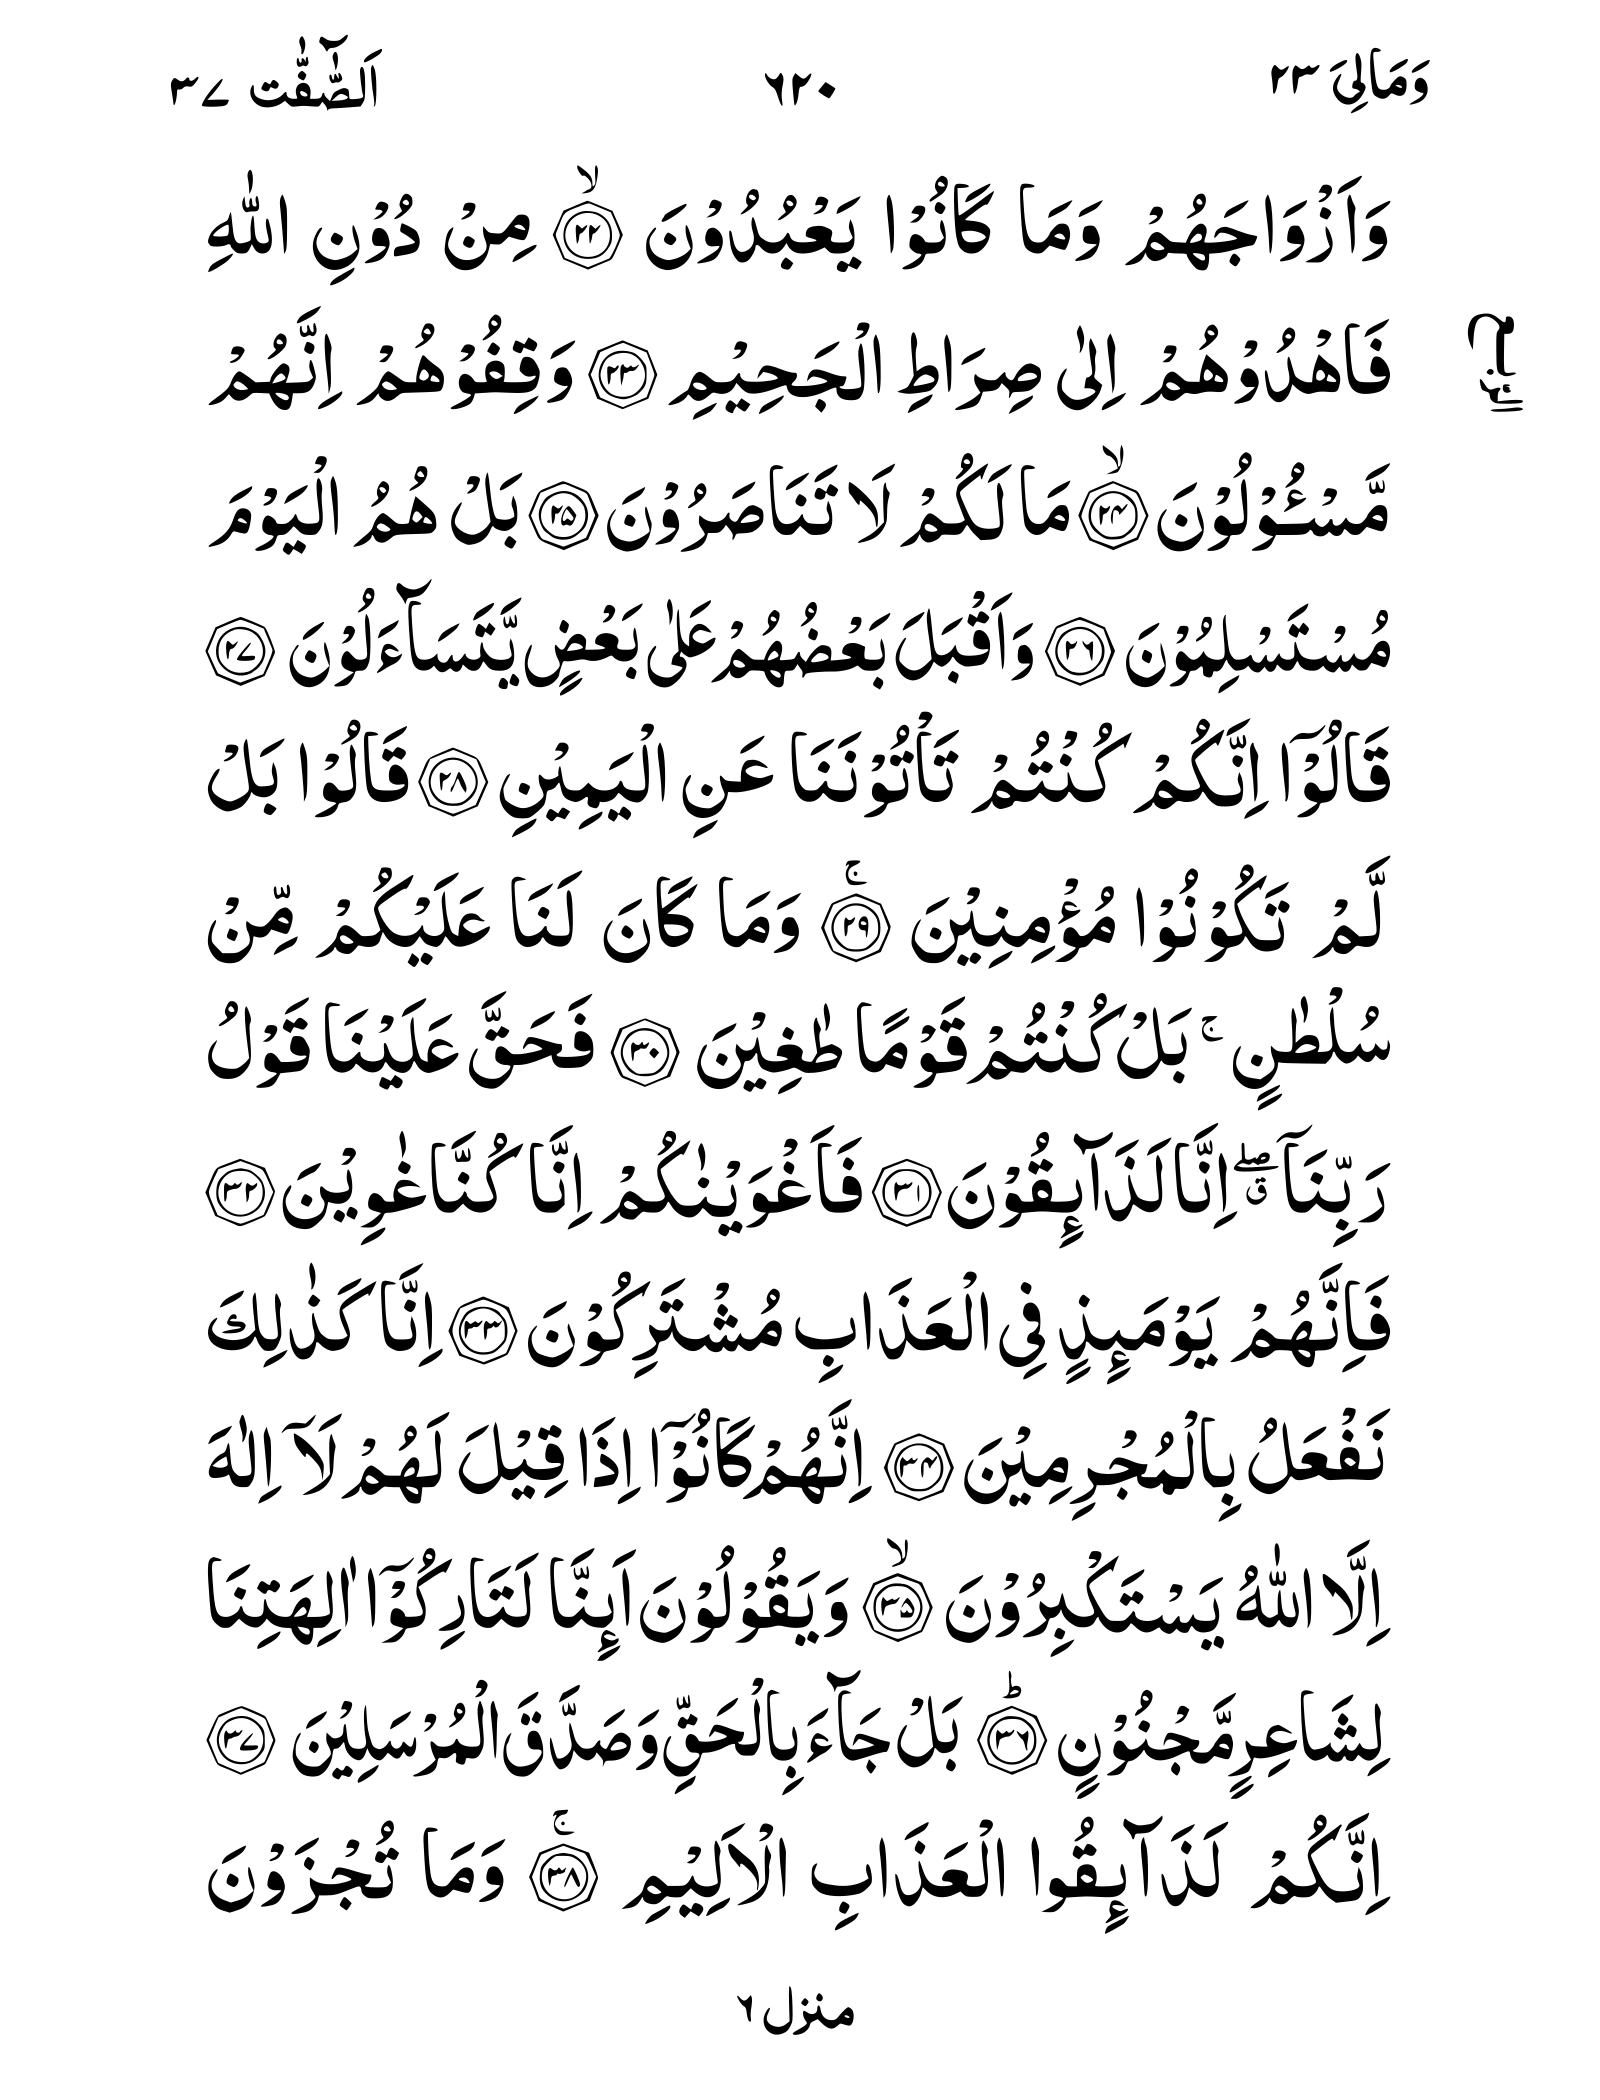 وَمَالِیَ ٢٣
٦٢٠
اَلصّٰٓفّٰت ٣٧
وَاَزْوَاجَهُمْ وَمَا كَانُوْا يَعْبُدُوْنَ ۙ﴿٢٢﴾ مِنْ دُوْنِ اللّٰهِ
فَاهْدُوْهُمْ اِلٰى صِرَاطِ الْجَحِيْمِ ﴿٢٣﴾ وَقِفُوْهُمْ اِنَّهُمْ
مَّسْـُٔوْلُوْنَ ۙ﴿٢٤﴾ مَا لَكُمْ لَا تَنَاصَرُوْنَ ﴿٢٥﴾ بَلْ هُمُ الْيَوْمَ
مُسْتَسْلِمُوْنَ ﴿٢٦﴾ وَاَقْبَلَ بَعْضُهُمْ عَلٰى بَعْضٍ يَّتَسَآءَلُوْنَ ﴿٢٧﴾
قَالُوْٓا اِنَّكُمْ كُنْتُمْ تَاْتُوْنَنَا عَنِ الْيَمِيْنِ ﴿٢٨﴾ قَالُوْا بَلْ
لَّمْ تَكُوْنُوْا مُؤْمِنِيْنَ ۚ﴿٢٩﴾ وَمَا كَانَ لَنَا عَلَيْكُمْ مِّنْ
سُلْطٰنٍ ۚ بَلْ كُنْتُمْ قَوْمًا طٰغِيْنَ ﴿٣٠﴾ فَحَقَّ عَلَيْنَا قَوْلُ
رَبِّنَآ ۖۗ اِنَّا لَذَآئِقُوْنَ ﴿٣١﴾ فَاَغْوَيْنٰكُمْ اِنَّا كُنَّا غٰوِيْنَ ﴿٣٢﴾
فَاِنَّهُمْ يَوْمَئِذٍ فِى الْعَذَابِ مُشْتَرِكُوْنَ ﴿٣٣﴾ اِنَّا كَذٰلِكَ
نَفْعَلُ بِالْمُجْرِمِيْنَ ﴿٣٤﴾ اِنَّهُمْ كَانُوْٓا اِذَا قِيْلَ لَهُمْ لَآ اِلٰهَ
اِلَّا اللّٰهُ يَسْتَكْبِرُوْنَ ۙ﴿٣٥﴾ وَيَقُوْلُوْنَ اَئِنَّا لَتَارِكُوْٓا اٰلِهَتِنَا
لِشَاعِرٍ مَّجْنُوْنٍ ؕ﴿٣٦﴾ بَلْ جَآءَ بِالْحَقِّ وَصَدَّقَ الْمُرْسَلِيْنَ ﴿٣٧﴾
اِنَّكُمْ لَذَآئِقُوا الْعَذَابِ الْاَلِيْمِ ۚ﴿٣٨﴾ وَمَا تُجْزَوْنَ
منزل ٦